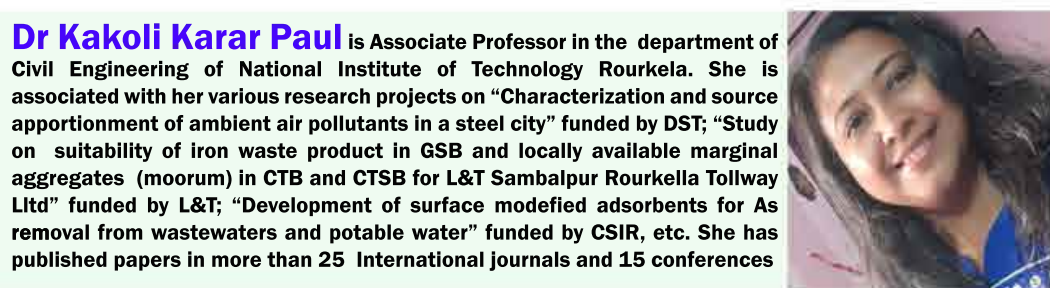 Dr Kakoli Karar Paul is Associate Professor in the department of
Civil Engineering of National Institute of Technology Rourkela. She is
associated with her various research projects on “Characterization and source
apportionment of ambient air pollutants in a steel city” funded by DST; “Study
on suitability of iron waste product in GSB and locally available marginal
aggregates (moorum) in CTB and CTSB for L&T Sambalpur Rourkella Tollway
Lltd” funded by L&T; “Development of surface modefied adsorbents for As
removal from wastewaters and potable water” funded by CSIR, etc. She has
published papers in more than 25 International journals and 15 conferences